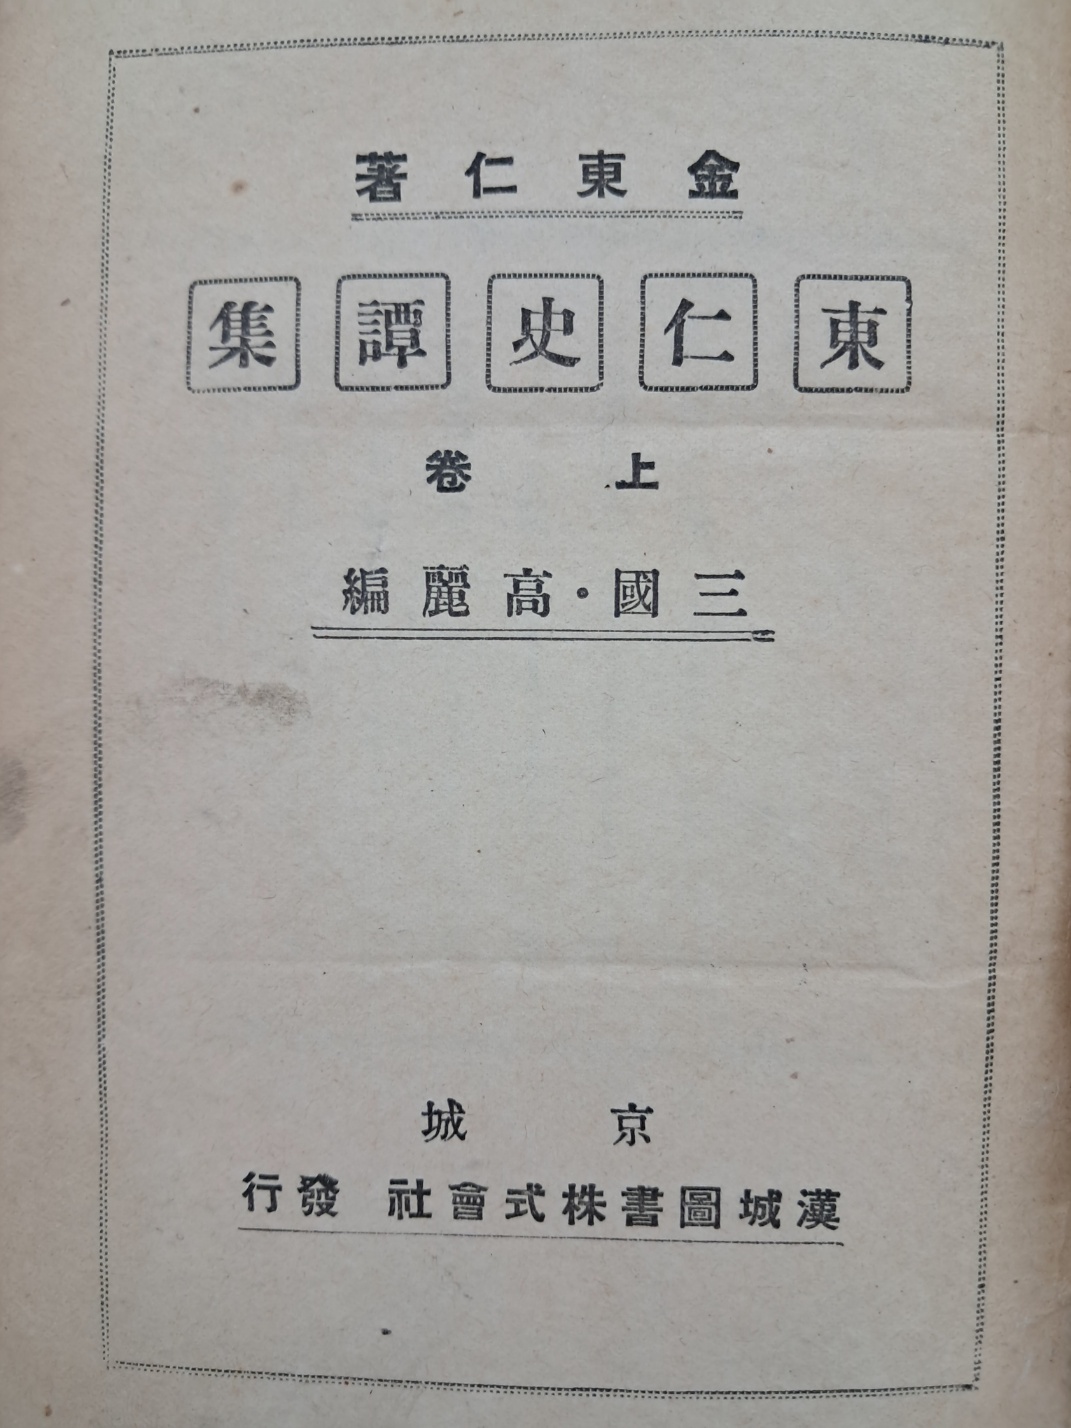 金東仁著
東仁史譚集
上卷
三國・高麗編
京城
漢城圖書株式會社 發行